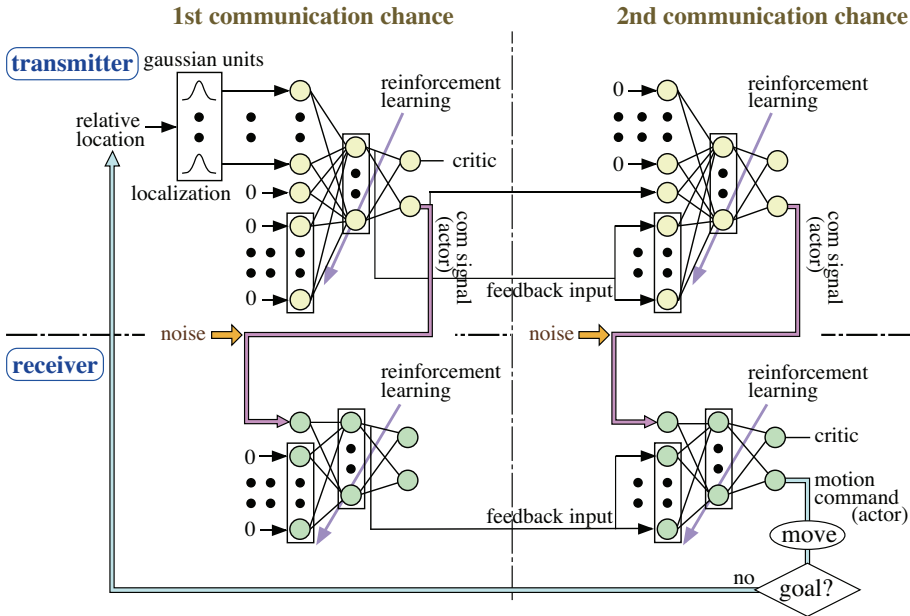 1st communication chance
2nd communication chance
transmitter
gaussian units
relative
location
localization
0
0
0
reinforcement
learning
critic
com signal
(actor)
feedback input
0
0
reinforcement
learning
com signal
(actor)
noise
noise
receiver
0
0
reinforcement
learning
feedback input
reinforcement
learning
critic
motion
command
(actor)
move
goal?
no